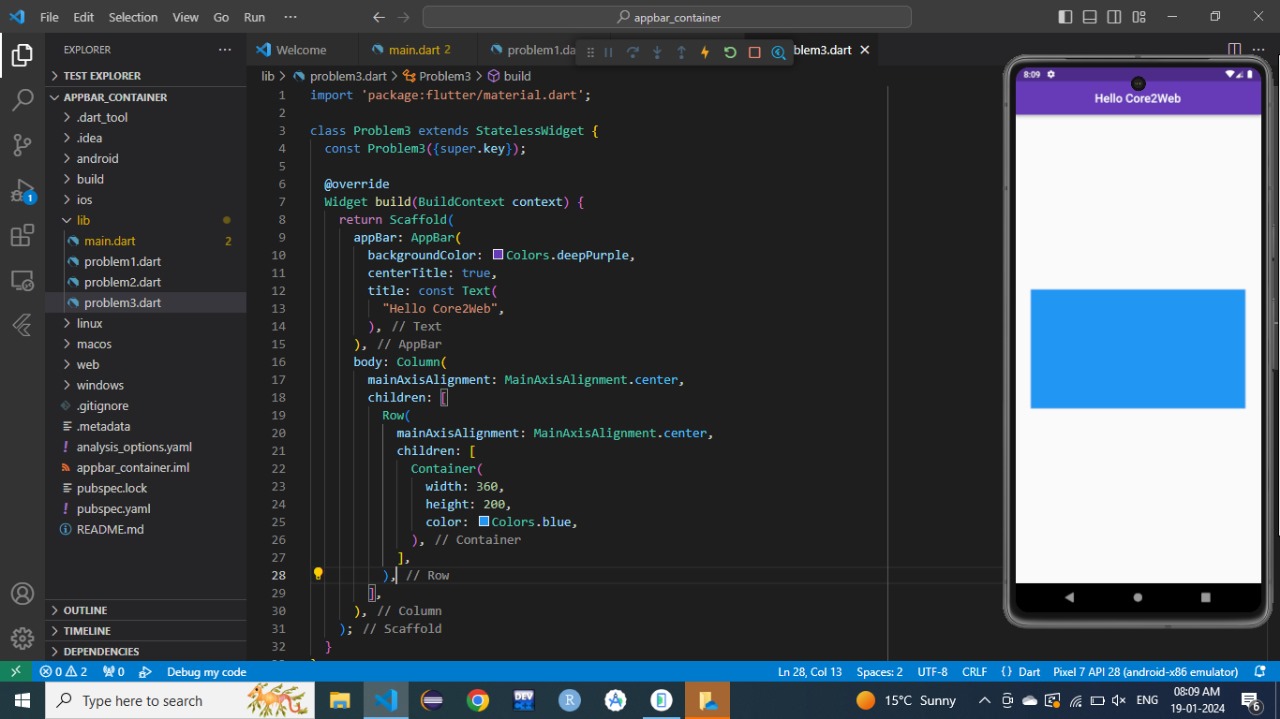 File Edit Selection View Go Run ···
appbar_container
EXPLORER
TEST EXPLORER
APPBAR_CONTAINER
.dart_tool
.idea
android
build
ios
lib
main.dart 2
problem1.dart
problem2.dart
problem3.dart
linux
macos
web
windows
.gitignore
.metadata
analysis_options.yaml
appbar_container.iml
pubspec.lock
pubspec.yaml
README.md
OUTLINE
TIMELINE
DEPENDENCIES
1
Welcome main.dart 2 problem1.da blem3.dart
lib > problem3.dart > Problem3 > build
1 import 'package:flutter/material.dart';
2
3 class Problem3 extends StatelessWidget {
4 const Problem3({super.key});
5
6 @override
7 Widget build(BuildContext context) {
8 return Scaffold(
9 appBar: AppBar(
10 backgroundColor: Colors.deepPurple,
11 centerTitle: true,
12 title: const Text(
13 "Hello Core2Web",
14 ), // Text
15 ), // AppBar
16 body: Column(
17 mainAxisAlignment: MainAxisAlignment.center,
18 children: [
19 Row(
20 mainAxisAlignment: MainAxisAlignment.center,
21 children: [
22 Container(
23 width: 360,
24 height: 200,
25 color: Colors.blue,
26 ), // Container
27 ],
28 ), // Row
29 ],
30 ), // Column
31 ); // Scaffold
32 }
8:09
Hello Core2Web
0 2 0 Debug my code Ln 28, Col 13 Spaces: 2 UTF-8 CRLF {} Dart Pixel 7 API 28 (android-x86 emulator)
Type here to search
DEV
R
15°C Sunny
ENG
08:09 AM
19-01-2024
6